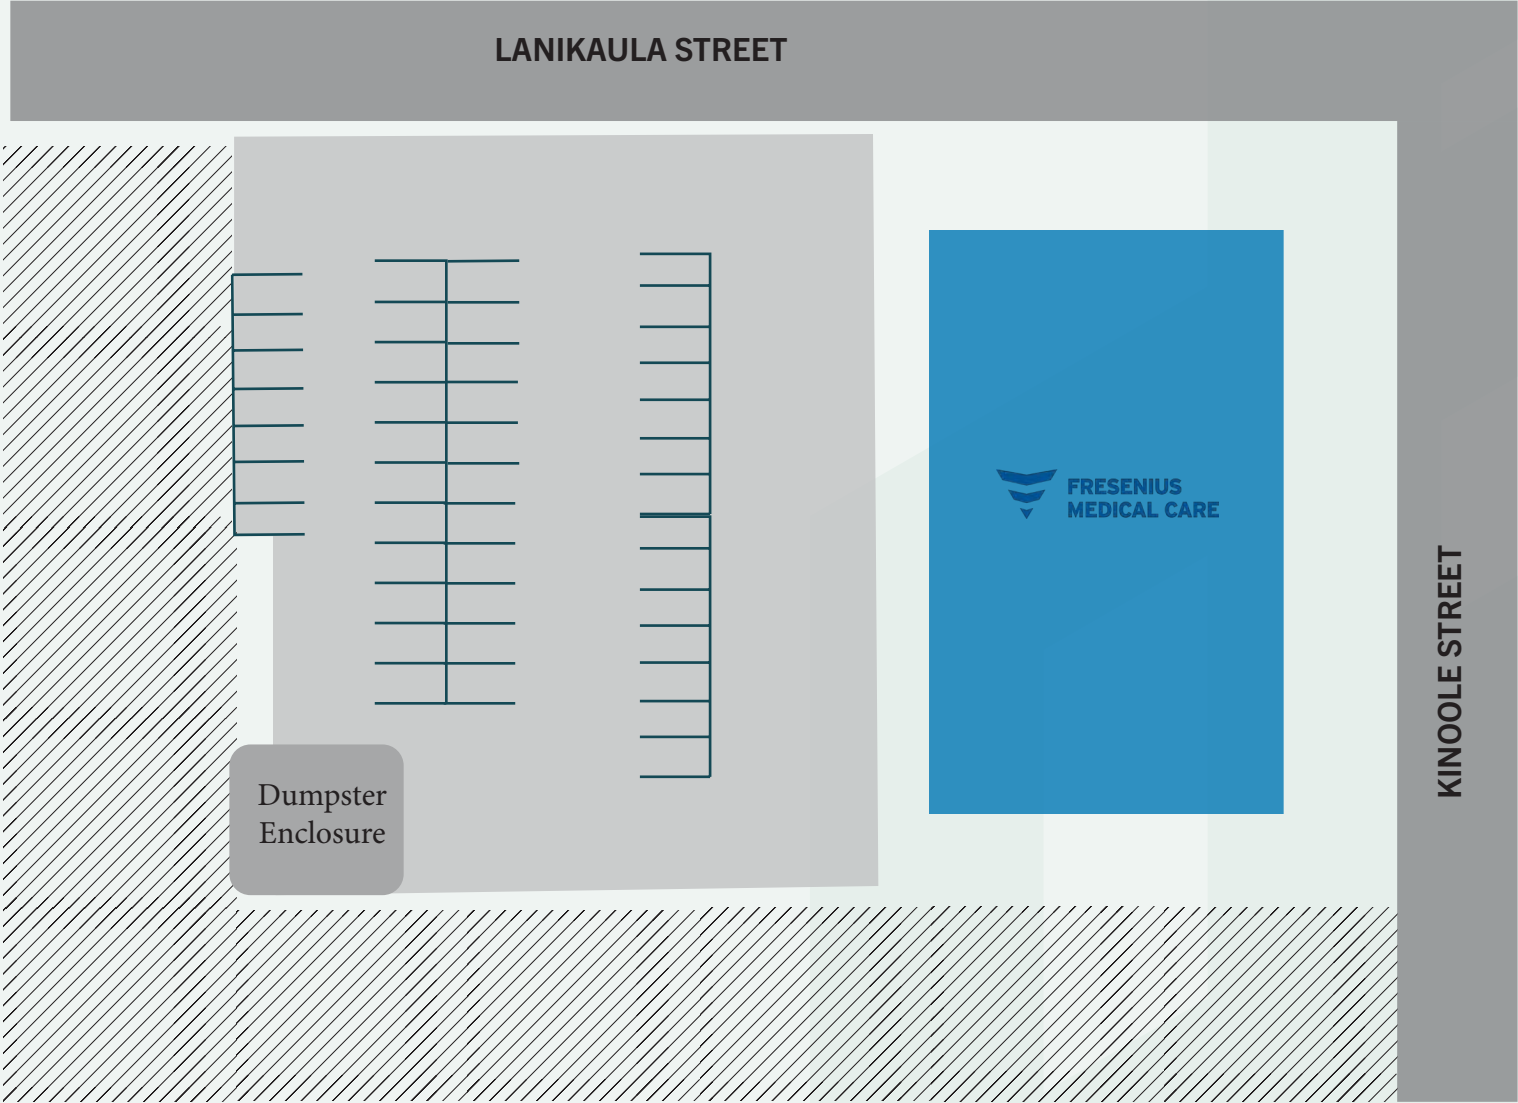 LANIKAULA STREET
FRESENIUS
MEDICAL CARE
KINOOLE STREET
Dumpster
Enclosure